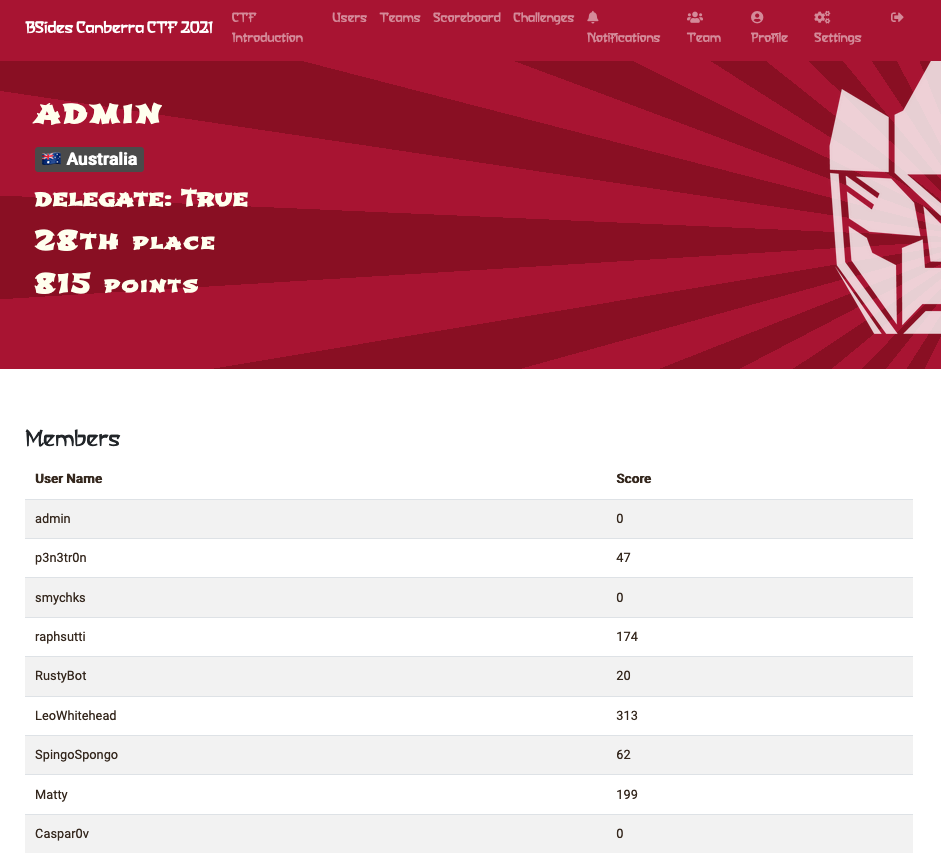 BSides Canberra CTF 2021
CTF Introduction
Users
Teams
Scoreboard
Challenges
Notifications
Team
Profile
Settings
ADMIN
Australia
DELEGATE: TRUE
28TH PLACE
815 POINTS
Members
User Name Score
admin 0
p3n3tr0n 47
smychks 0
raphsutti 174
RustyBot 20
LeoWhitehead 313
SpingoSpongo 62
Matty 199
Caspar0v 0